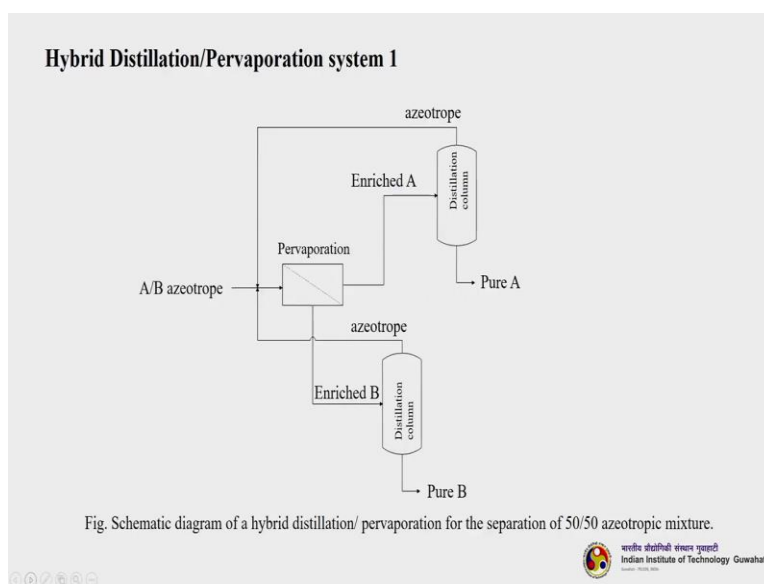 Hybrid Distillation/Pervaporation system 1
azeotrope
Distillation
column
Enriched A
Pervaporation
A/B azeotrope
Pure A
azeotrope
Enriched B
Distillation
column
Pure B
Fig. Schematic diagram of a hybrid distillation/ pervaporation for the separation of 50/50 azeotropic mixture.
भारतीय प्रौद्योगिकी संस्थान गुवाहाटी
Indian Institute of Technology Guwahat